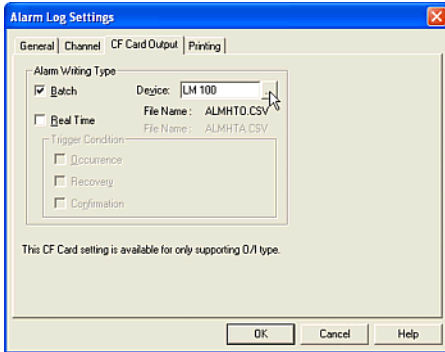 Alarm Log Settings
General Channel CF Card Output Printing
Alarm Writing Type
Batch Device: LM 100 ...
File Name : ALMHTO.CSV
Real Time File Name : ALMHTA.CSV
Trigger Condition
Occurrence
Recovery
Confirmation
This CF Card setting is available for only supporting O/I type.
OK Cancel Help